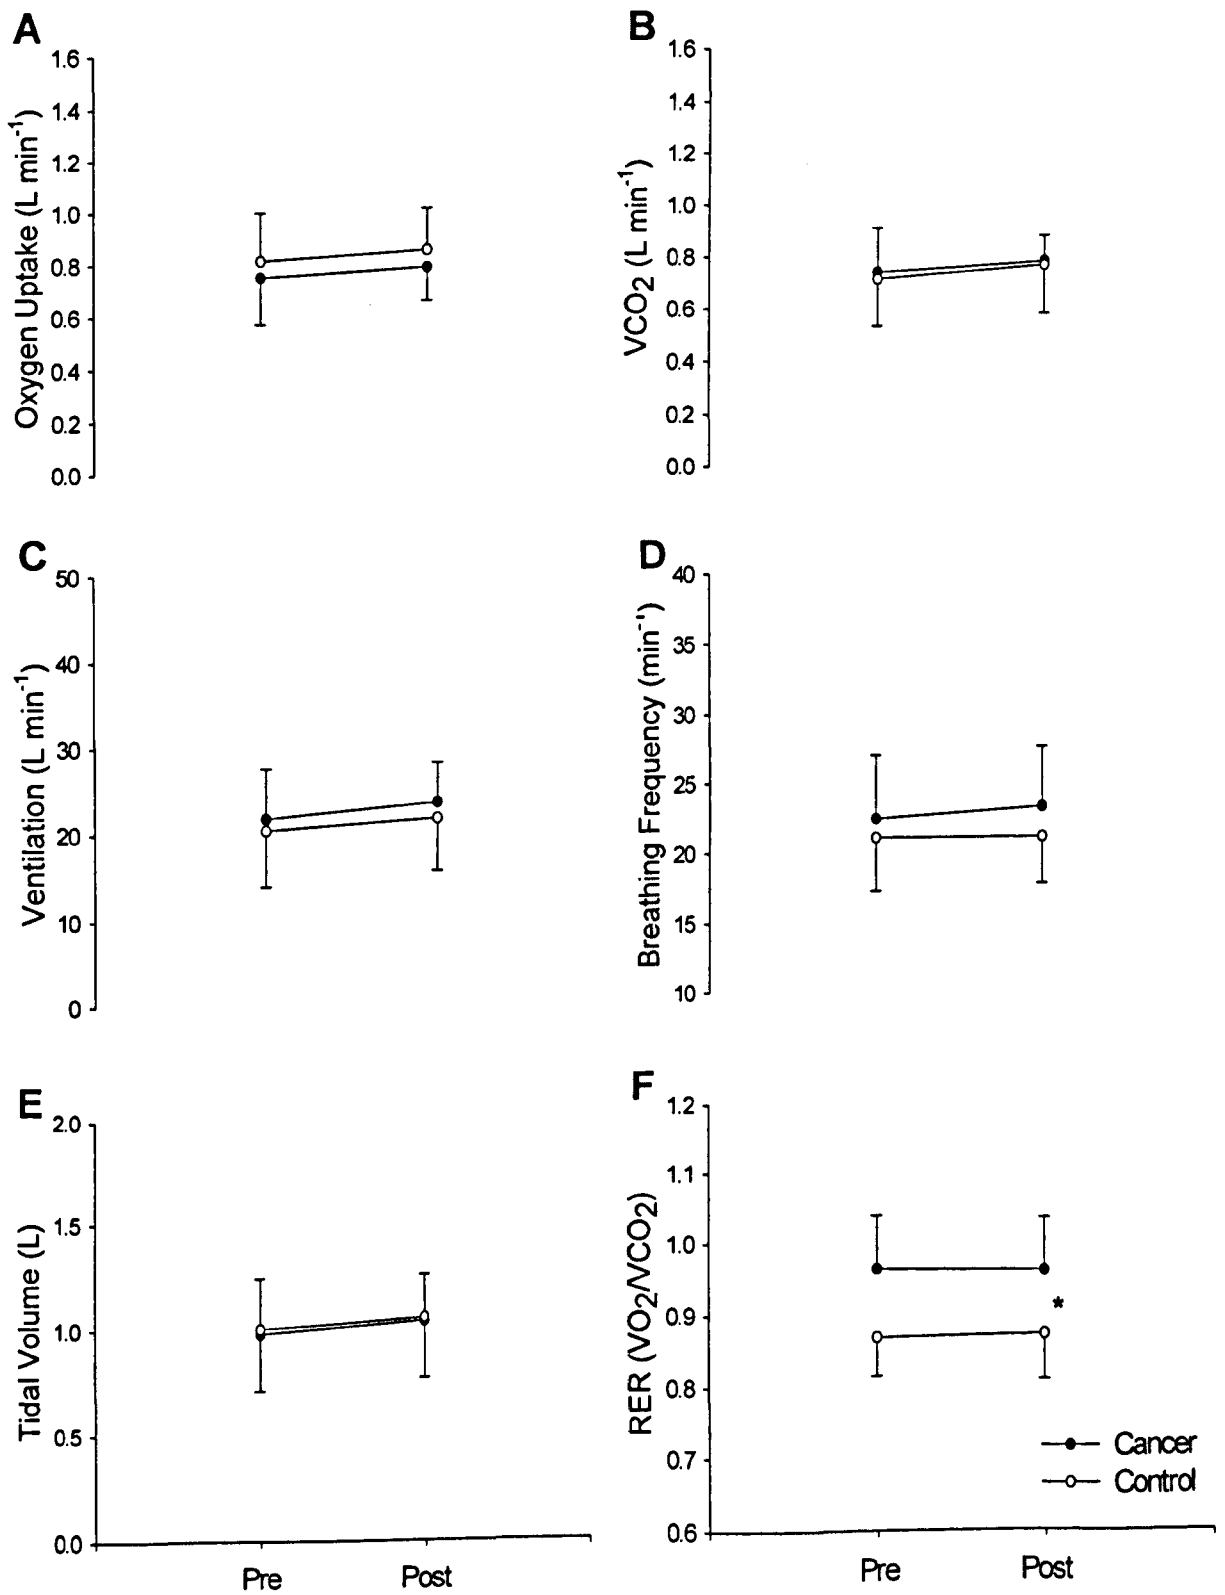 A
Oxygen Uptake (L min⁻¹)
1.6
1.4
1.2
1.0
0.8
0.6
0.4
0.2
0.0
B
VCO₂ (L min⁻¹)
1.6
1.4
1.2
1.0
0.8
0.6
0.4
0.2
0.0
C
Ventilation (L min⁻¹)
50
40
30
20
10
0
D
Breathing Frequency (min⁻¹)
40
35
30
25
20
15
10
E
Tidal Volume (L)
2.0
1.5
1.0
0.5
0.0
Pre Post
F
RER (VO₂/VCO₂)
1.2
1.1
1.0
0.9
0.8
0.7
0.6
*
Cancer
Control
Pre Post